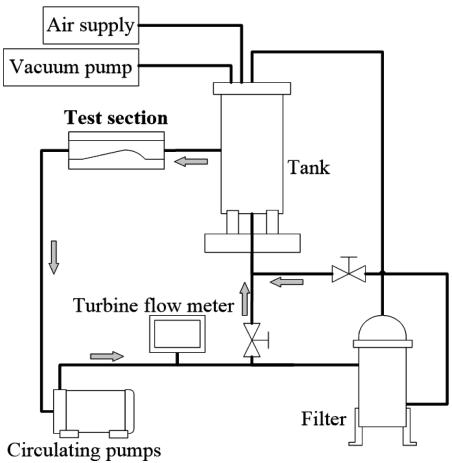 Air supply
Vacuum pump
Test section
Tank
Turbine flow meter
Filter
Circulating pumps